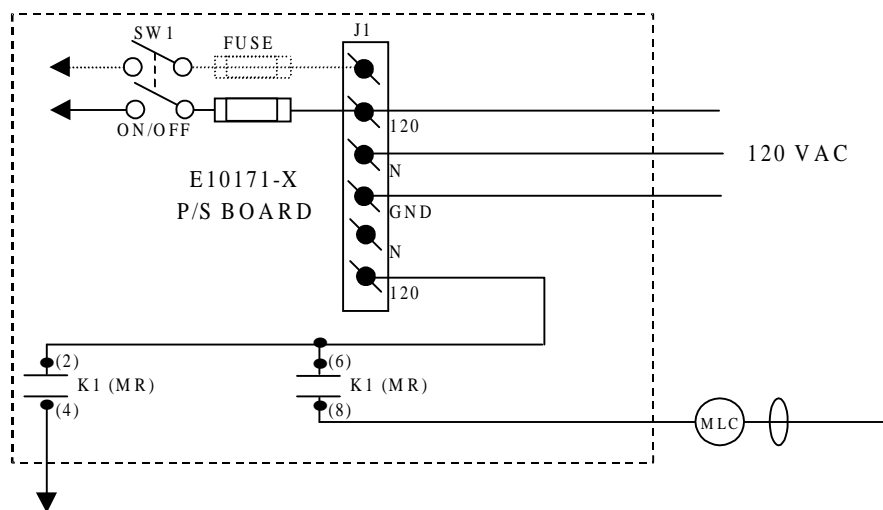 J1
SW1
FUSE
ON/OFF
120
120 VAC
N
E10171-X
P/S BOARD
GND
N
120
(2)
K1 (MR)
(4)
(6)
K1 (MR)
(8)
MLC